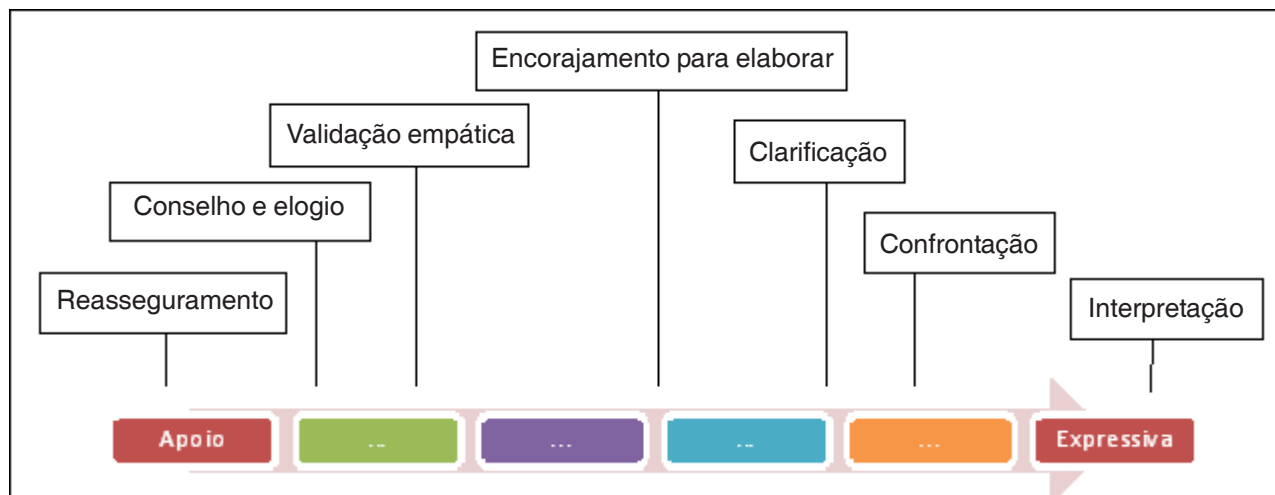 Encorajamento para elaborar
Validação empática
Clarificação
Conselho e elogio
Confrontação
Reasseguramento
Interpretação
Apoio
...
...
...
...
Expressiva